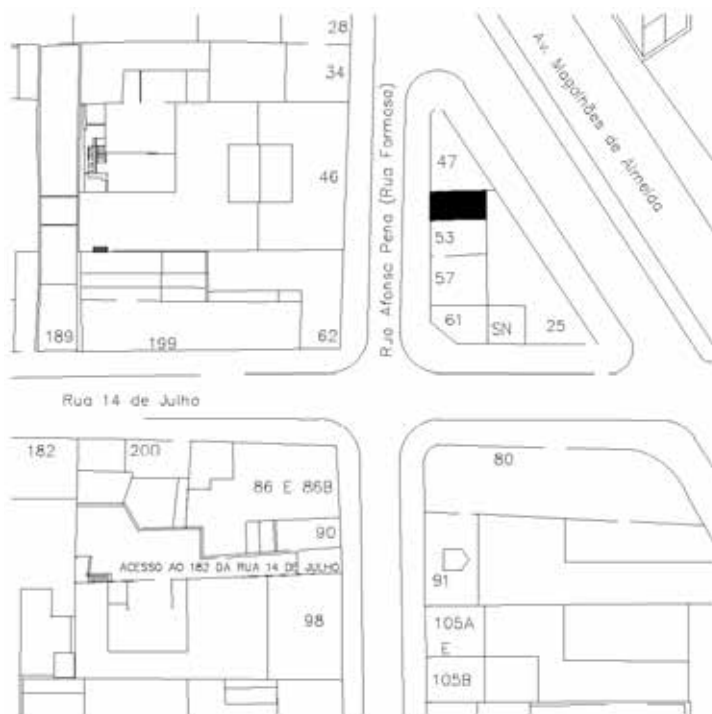 28
34
46
Rua Afonso Pena (Rua Formosa)
Av. Magalhões de Almeida
47
53
57
61
SN
25
189
199
62
Rua 14 de Julho
182
200
86 E 86B
90
ACESSO AO 182 DA RUA 14 DE JULHO
98
80
91
105A
E
105B